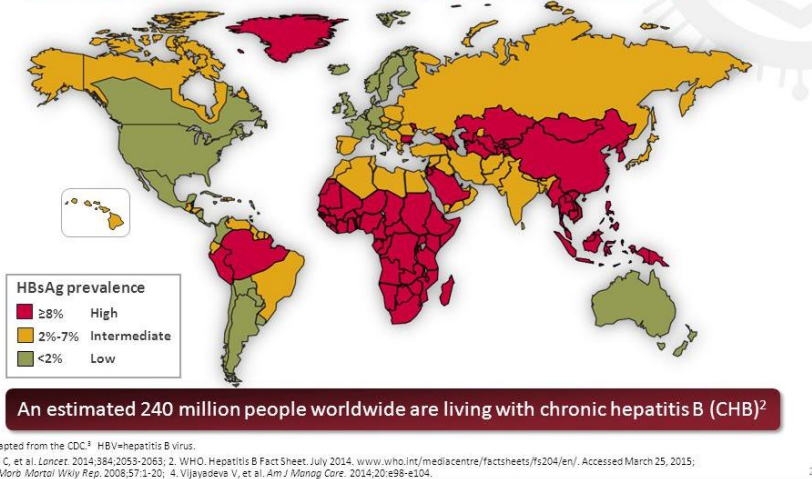 HBsAg prevalence
≥8% High
2%-7% Intermediate
<2% Low
An estimated 240 million people worldwide are living with chronic hepatitis B (CHB)2
apted from the CDC.3 HBV=hepatitis B virus.
C, et al. Lancet. 2014;384;2053-2063; 2. WHO. Hepatitis B Fact Sheet. July 2014. www.who.int/mediacentre/factsheets/fs204/en/. Accessed March 25, 2015;
Morb Mortal Wkly Rep. 2008;57:1-20; 4. Vijayadeva V, et al. Am J Manag Care. 2014;20:e98-e104.